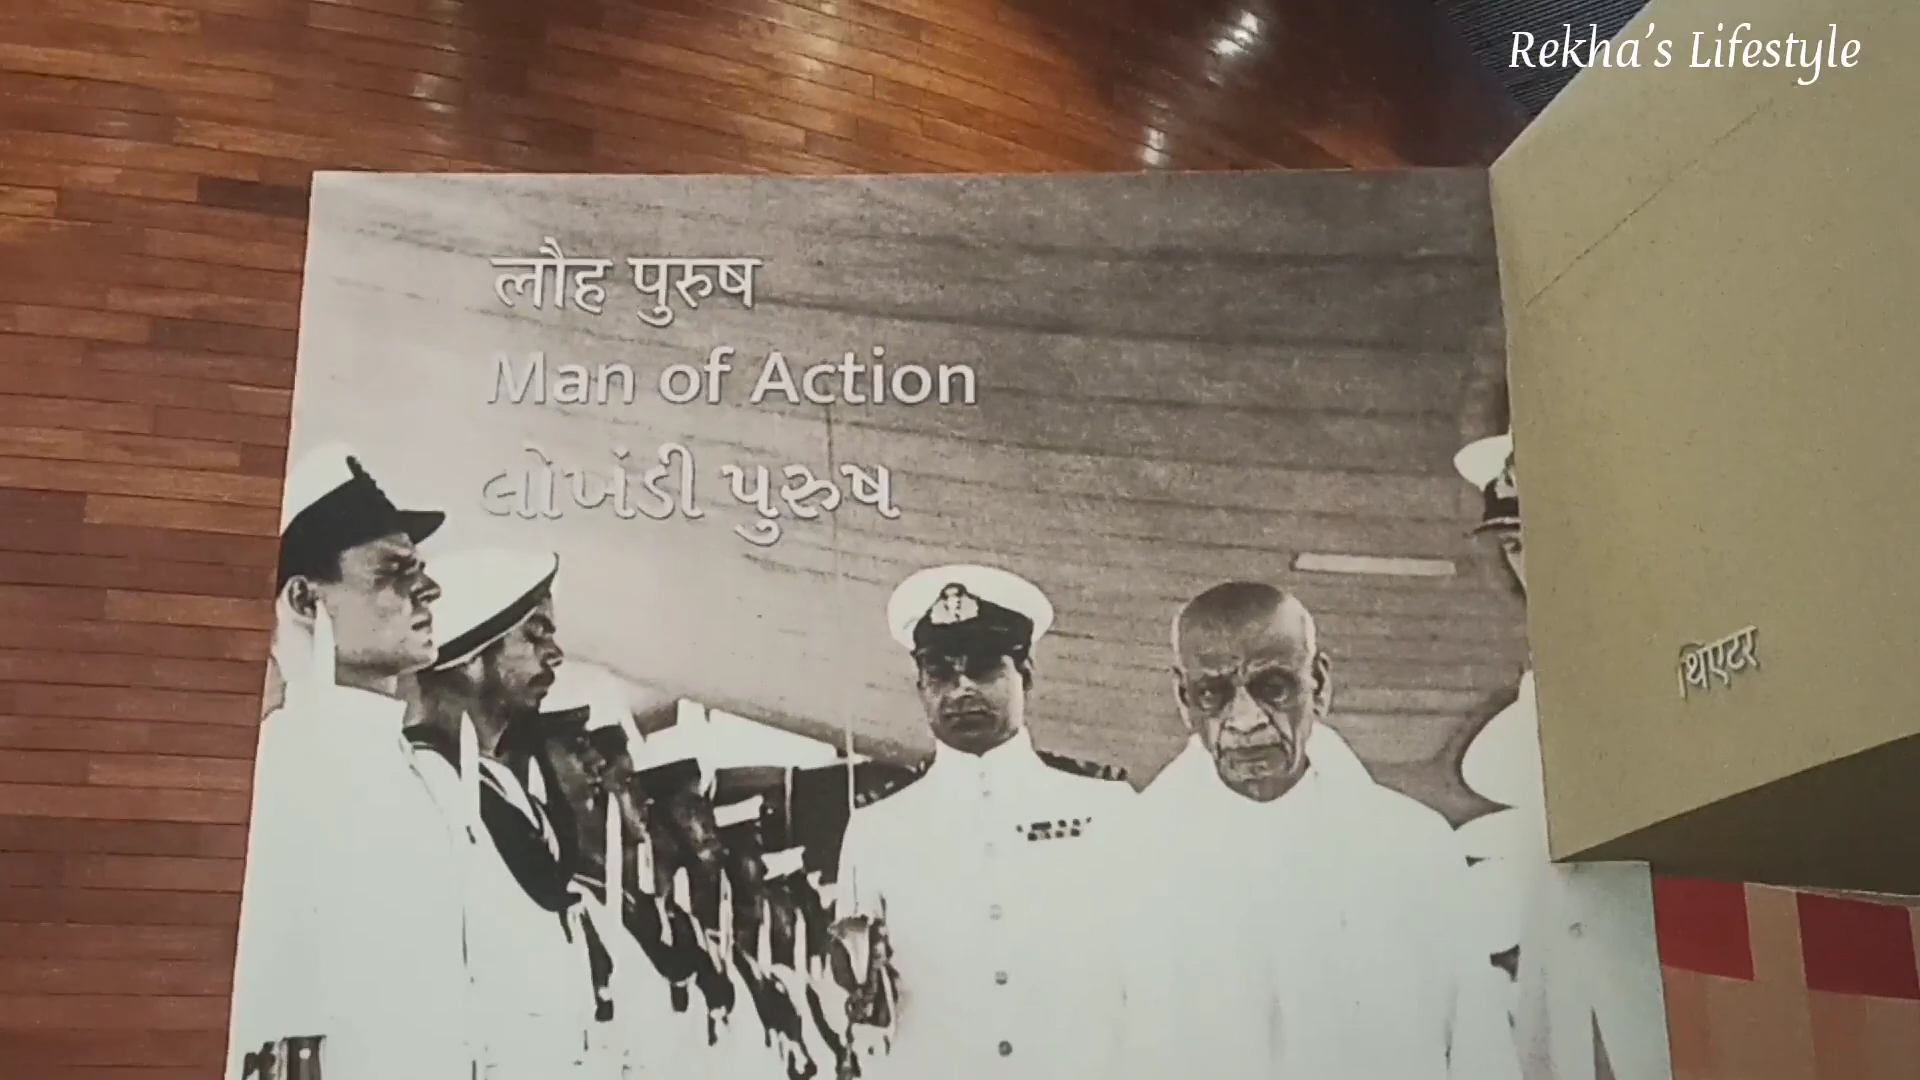 Rekha's Lifestyle
लौह पुरुष
Man of Action
લોખંડી પુરુષ
थिएटर